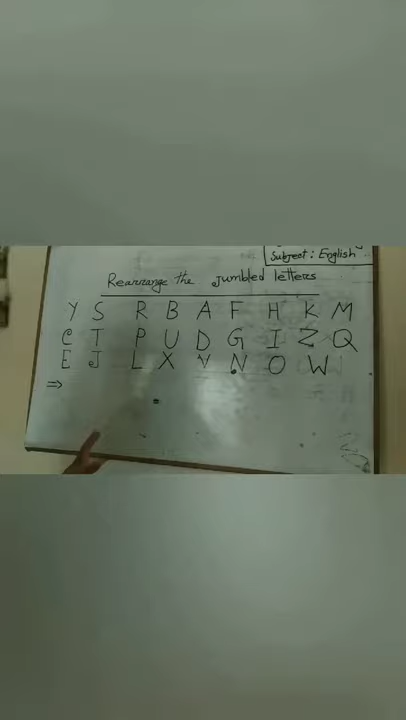 Subject : English
Rearrange the Jumbled letters
Y S R B A F H K M
C T P U D G I Z Q
E J L X V N O W
⇒